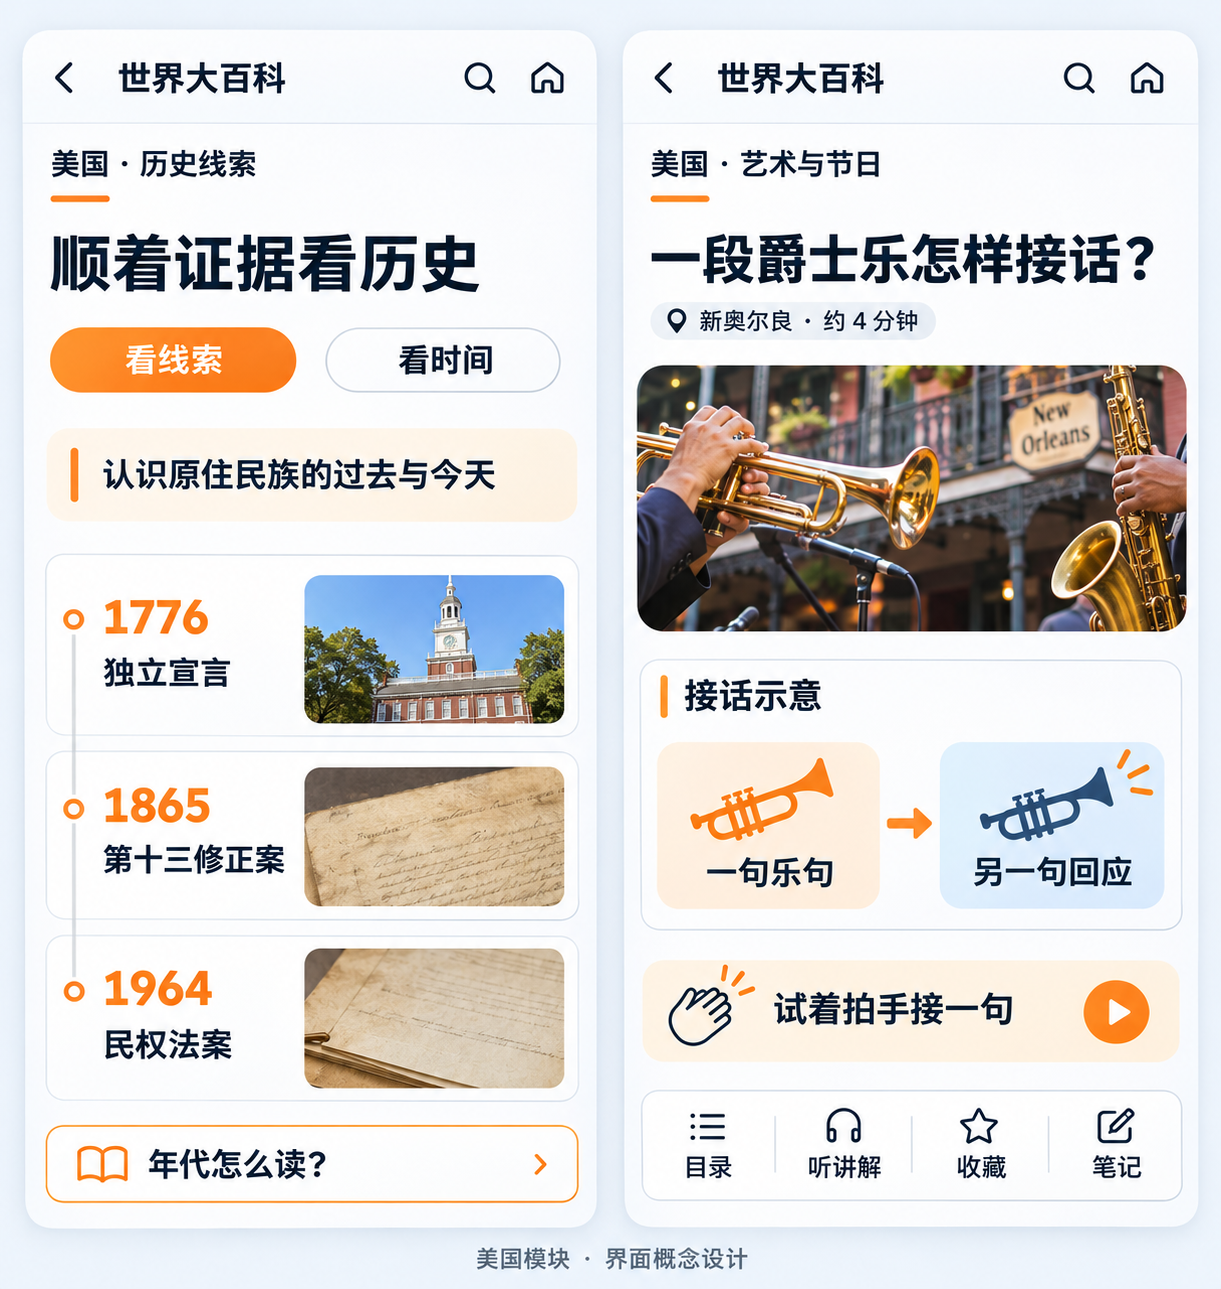 世界大百科
美国 · 历史线索
顺着证据看历史
看线索
看时间
认识原住民族的过去与今天
1776
独立宣言
1865
第十三修正案
1964
民权法案
年代怎么读？
世界大百科
美国 · 艺术与节日
一段爵士乐怎样接话？
新奥尔良 · 约 4 分钟
New
Orleans
接话示意
一句乐句
另一句回应
试着拍手接一句
目录
听讲解
收藏
笔记
美国模块 · 界面概念设计